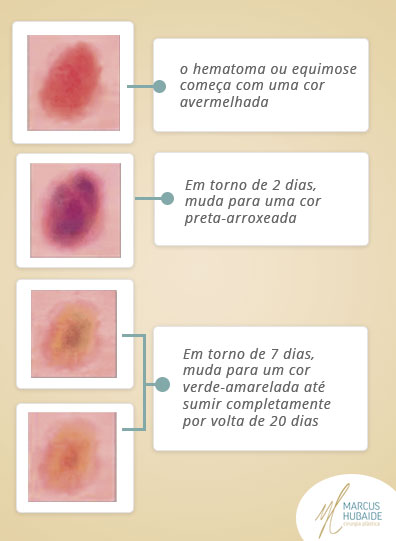 o hematoma ou equimose
começa com uma cor
avermelhada
Em torno de 2 dias,
muda para uma cor
preta-arroxeada
Em torno de 7 dias,
muda para um cor
verde-amarelada até
sumir completamente
por volta de 20 dias
MARCUS
HUBAIDE
cirurgia plástica